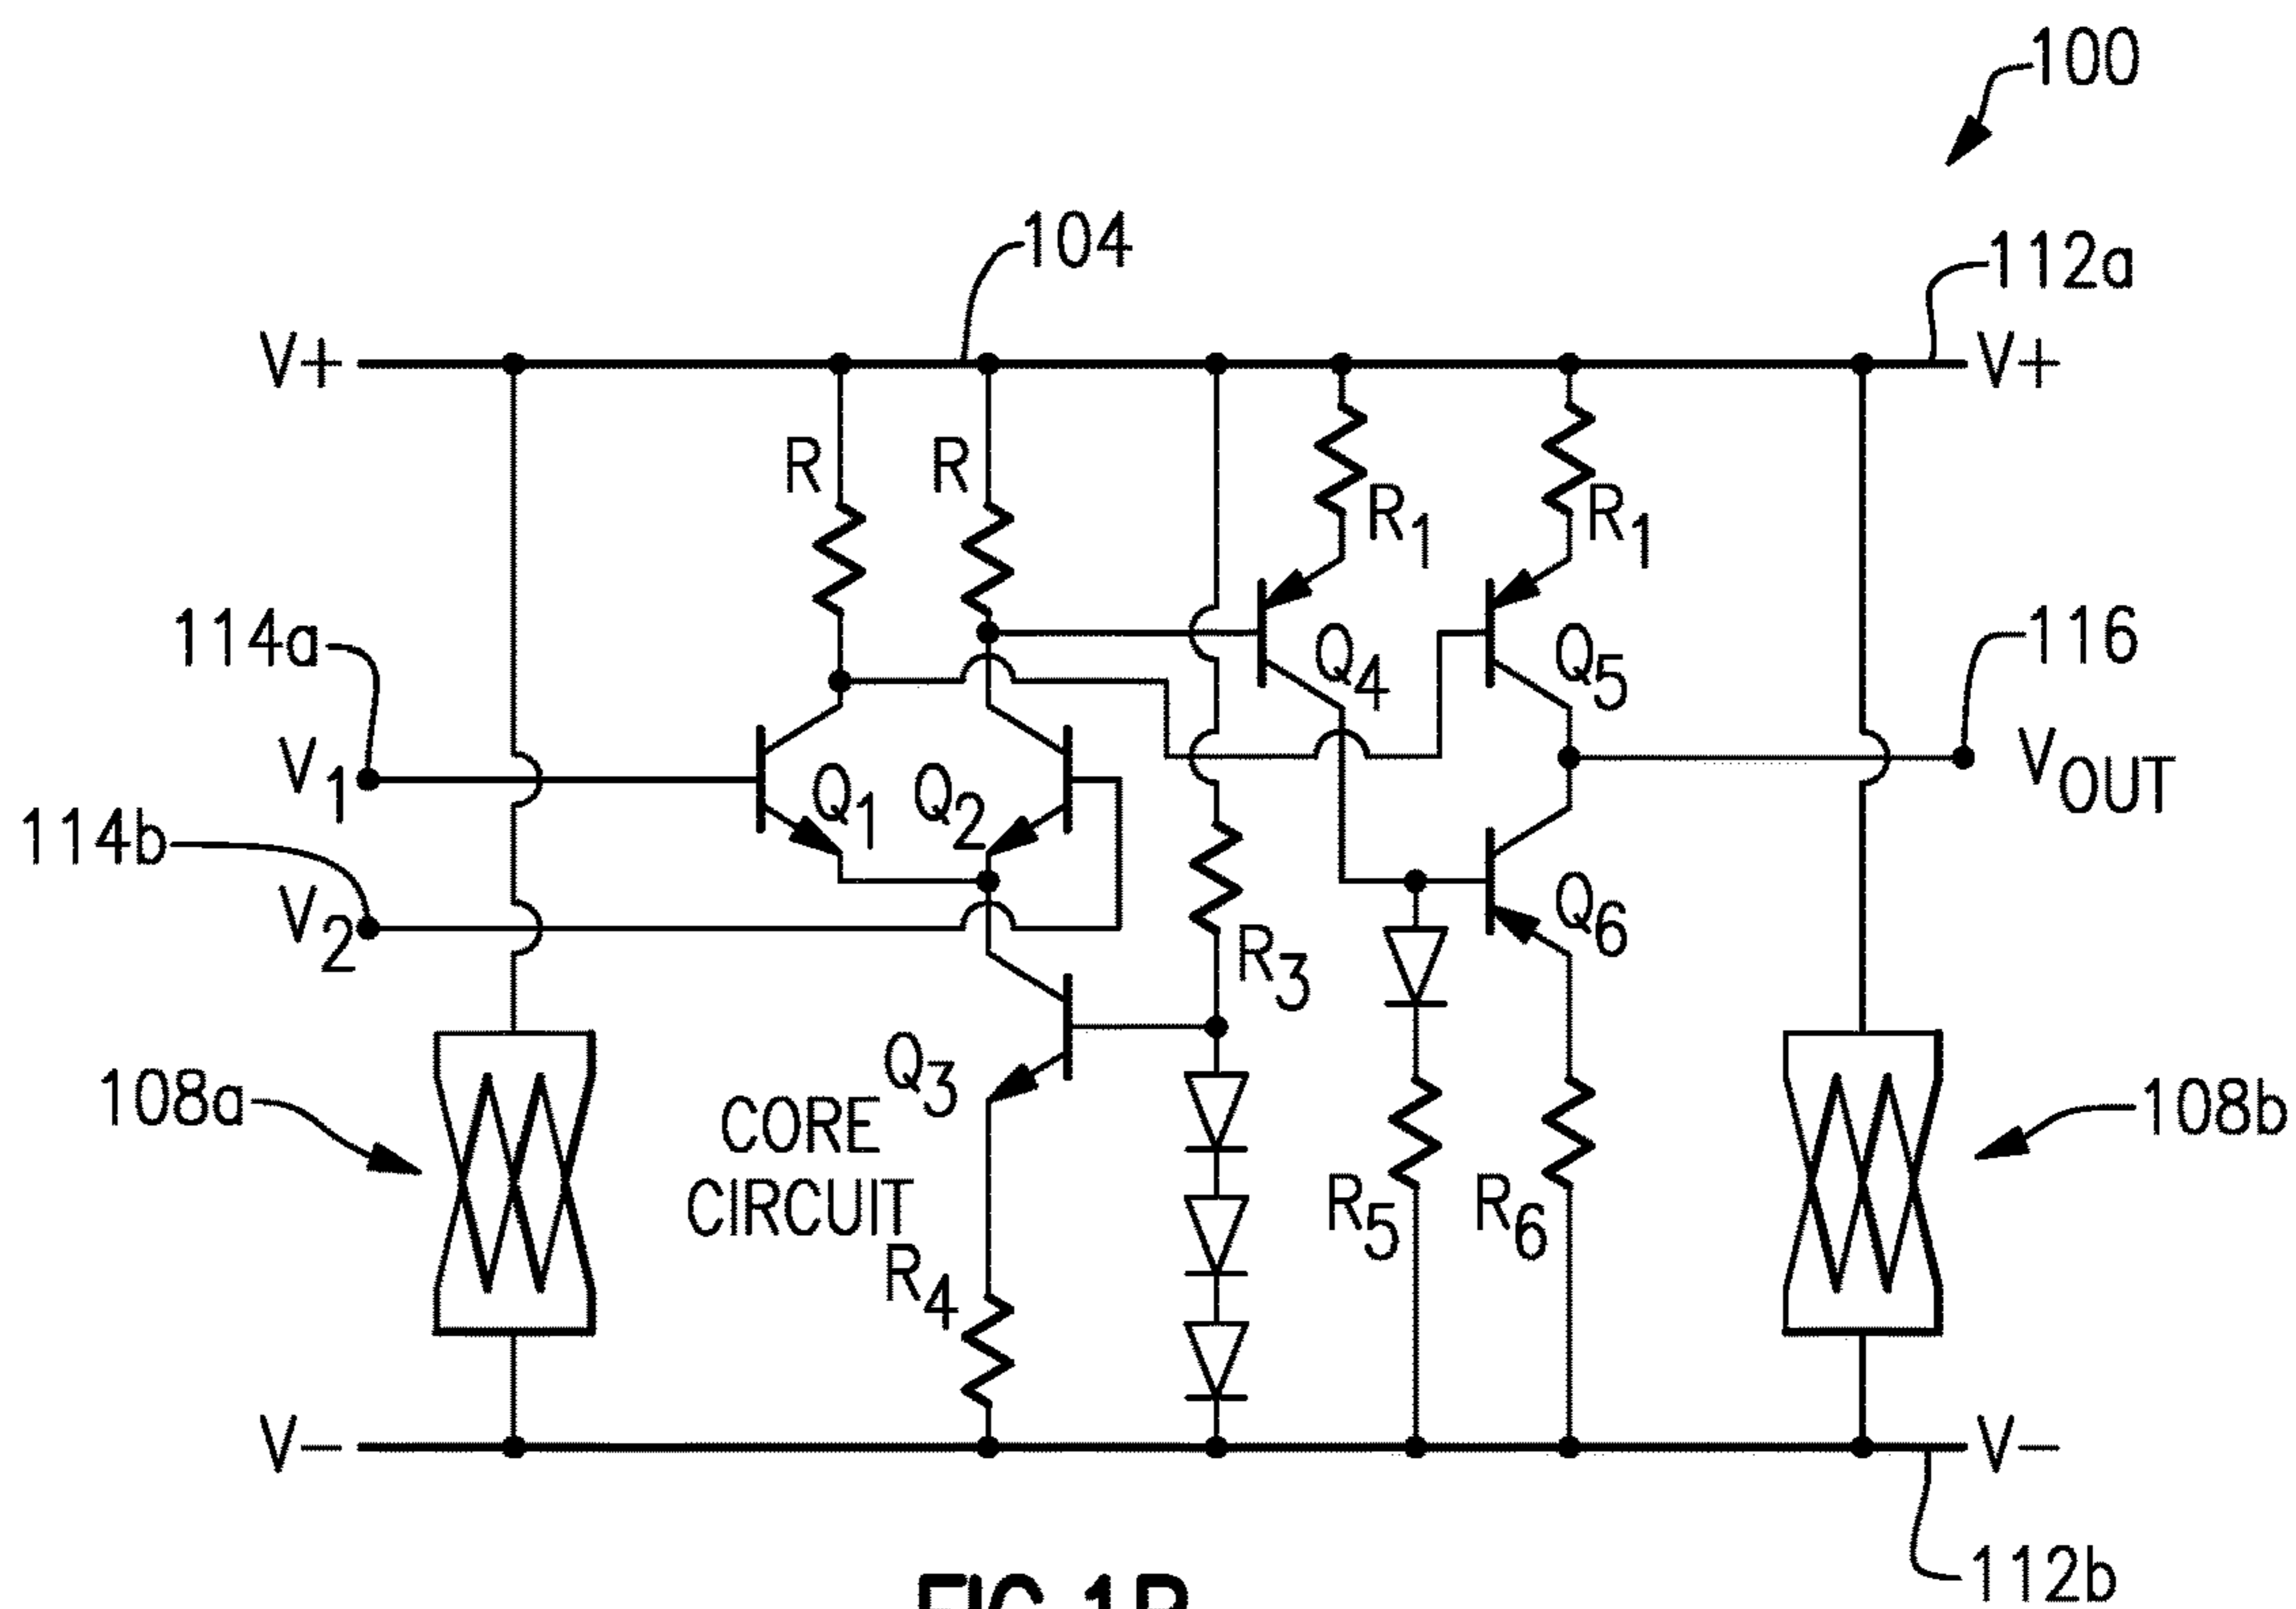 100
104
112a
V+
V+
R
R
R1
R1
114a
Q4
Q5
116
V1
Q1
Q2
VOUT
114b
V2
Q6
R3
Q3
108a
CORE
CIRCUIT
108b
R5
R6
R4
V-
V-
112b